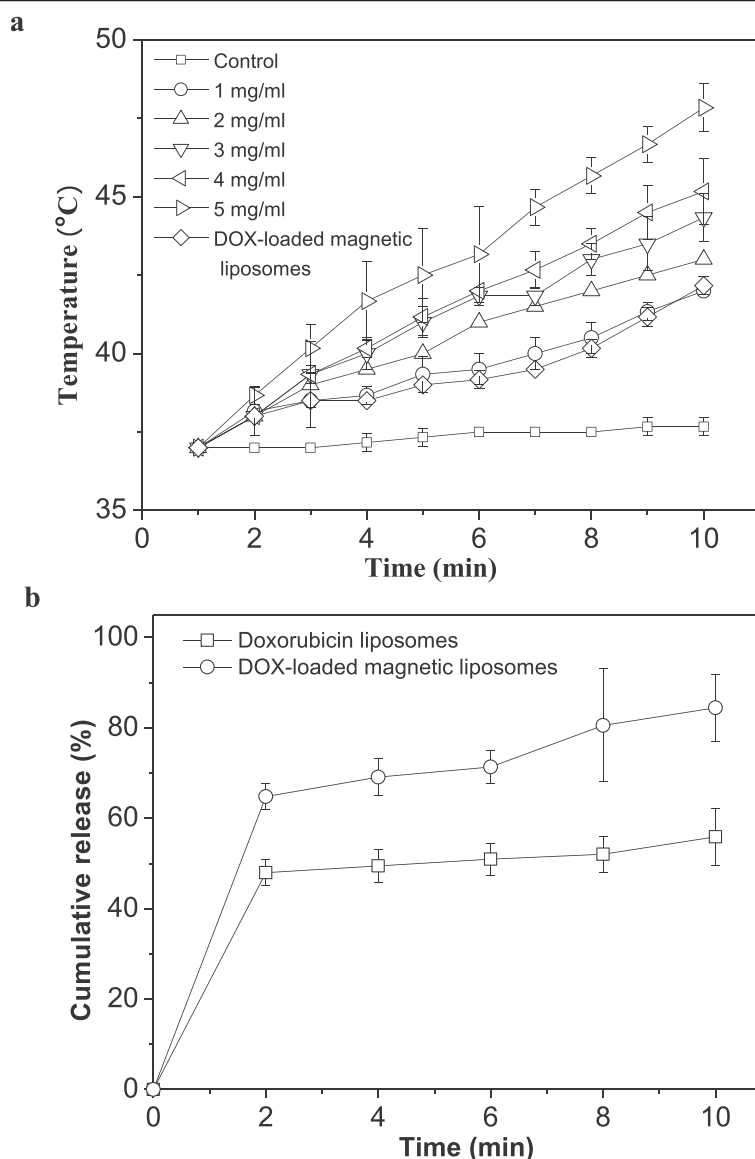 a
50
45
40
35
Temperature (°C)
Control
1 mg/ml
2 mg/ml
3 mg/ml
4 mg/ml
5 mg/ml
DOX-loaded magnetic
liposomes
0 2 4 6 8 10
Time (min)
b
100
80
60
40
20
0
Cumulative release (%)
Doxorubicin liposomes
DOX-loaded magnetic liposomes
0 2 4 6 8 10
Time (min)